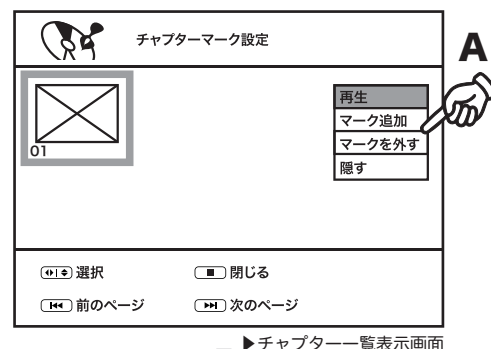 チャプターマーク設定
A
再生
マーク追加
マークを外す
隠す
01
選択
閉じる
前のページ
次のページ
▶チャプター一覧表示画面